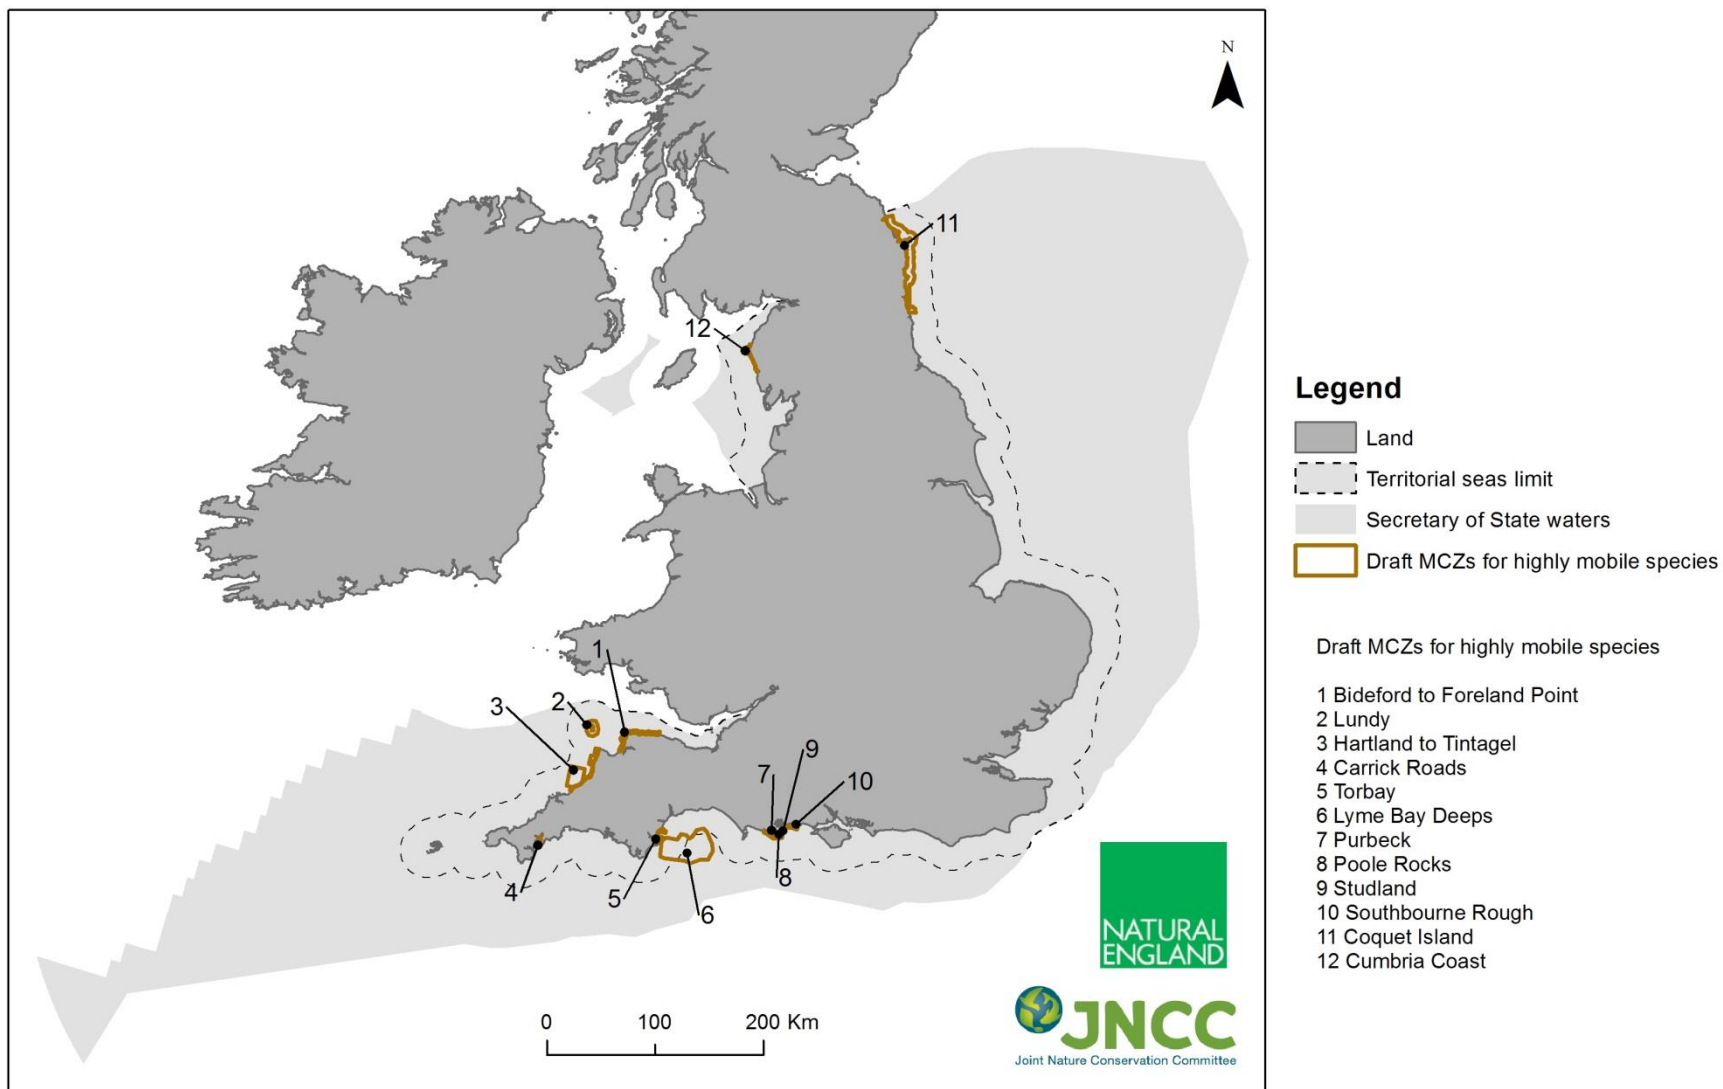 N
11
12
1
2
3
9
7
10
4
5
8
6
NATURAL
ENGLAND
JNCC
Joint Nature Conservation Committee
0 100 200 Km
Legend
Land
Territorial seas limit
Secretary of State waters
Draft MCZs for highly mobile species
Draft MCZs for highly mobile species
1 Bideford to Foreland Point
2 Lundy
3 Hartland to Tintagel
4 Carrick Roads
5 Torbay
6 Lyme Bay Deeps
7 Purbeck
8 Poole Rocks
9 Studland
10 Southbourne Rough
11 Coquet Island
12 Cumbria Coast